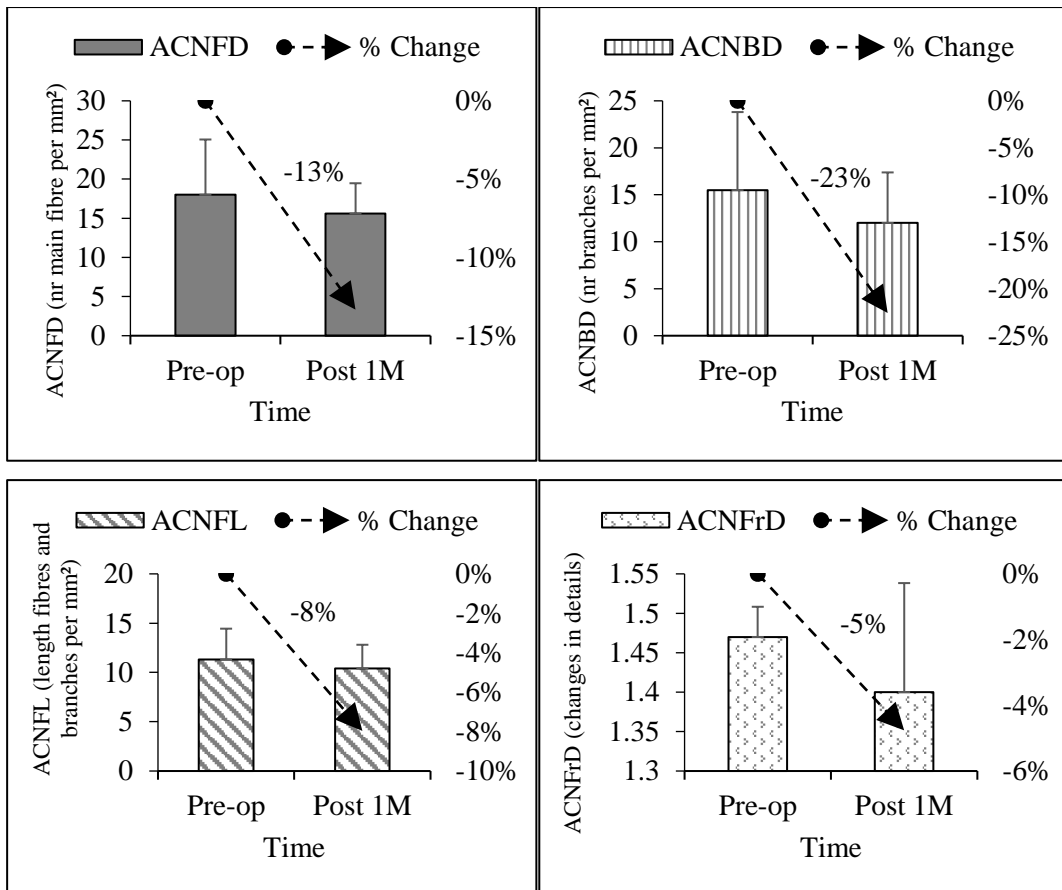 ACNFD % Change
ACNFD (nr main fibre per mm²)
30
25
20
15
10
5
0
0%
-5%
-10%
-15%
-13%
Pre-op Post 1M
Time
ACNBD % Change
ACNBD (nr branches per mm²)
25
20
15
10
5
0
0%
-5%
-10%
-15%
-20%
-25%
-23%
Pre-op Post 1M
Time
ACNFL % Change
ACNFL (length fibres and
branches per mm²)
20
15
10
5
0
0%
-2%
-4%
-6%
-8%
-10%
-8%
Pre-op Post 1M
Time
ACNFrD % Change
ACNFrD (changes in details)
1.55
1.5
1.45
1.4
1.35
1.3
0%
-2%
-4%
-6%
-5%
Pre-op Post 1M
Time